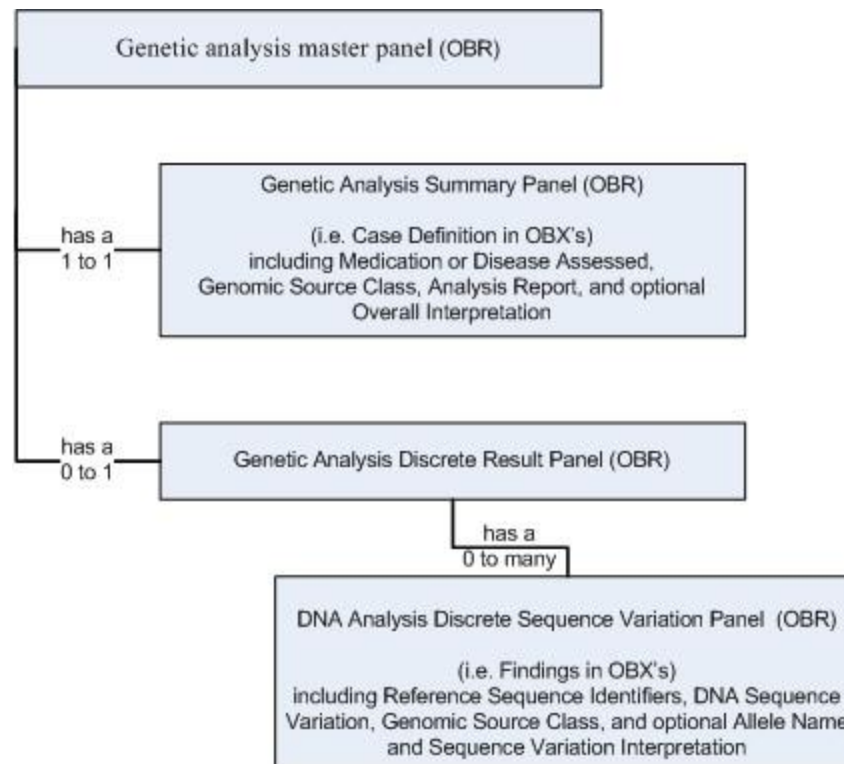 Genetic analysis master panel (OBR)
Genetic Analysis Summary Panel (OBR)
(i.e. Case Definition in OBX's)
including Medication or Disease Assessed,
Genomic Source Class, Analysis Report, and optional
Overall Interpretation
has a
1 to 1
Genetic Analysis Discrete Result Panel (OBR)
has a
0 to 1
has a
0 to many
DNA Analysis Discrete Sequence Variation Panel (OBR)
(i.e. Findings in OBX's)
including Reference Sequence Identifiers, DNA Sequence
Variation, Genomic Source Class, and optional Allele Name
and Sequence Variation Interpretation